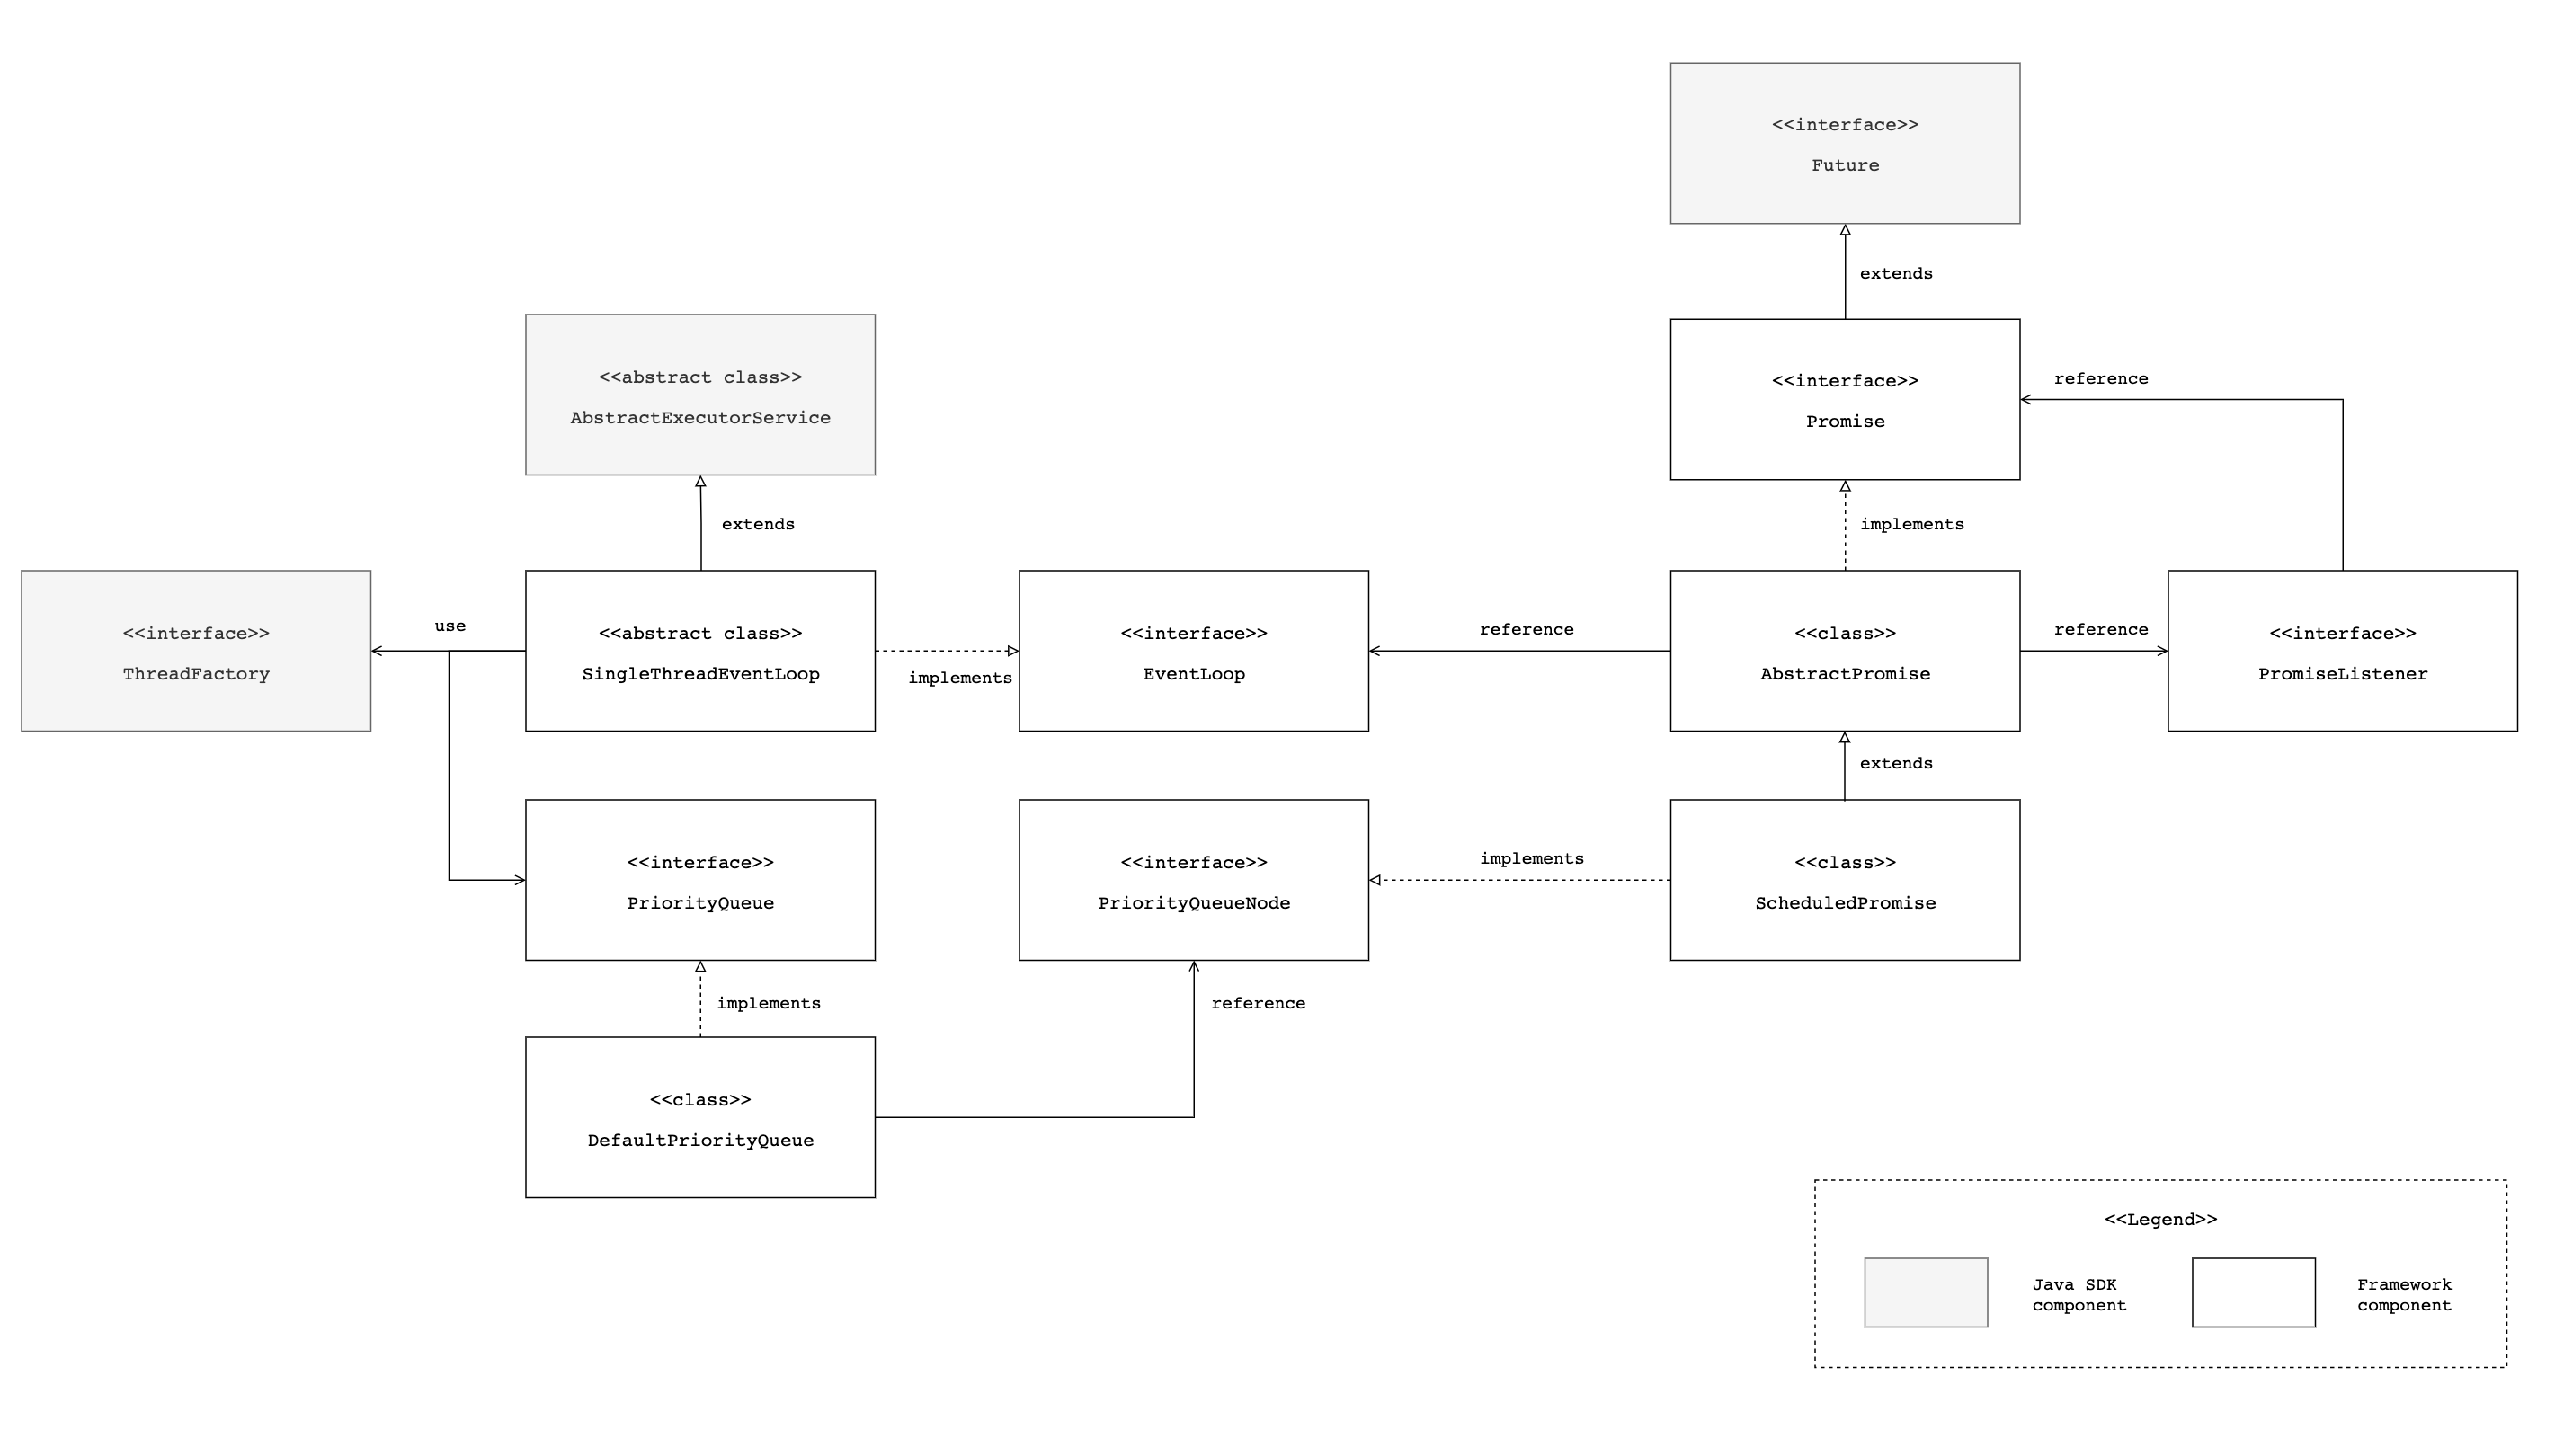 <<interface>>
Future
extends
<<abstract class>>
AbstractExecutorService
<<interface>>
Promise
reference
extends
implements
<<interface>>
ThreadFactory
use
<<abstract class>>
SingleThreadEventLoop
implements
<<interface>>
EventLoop
reference
<<class>>
AbstractPromise
reference
<<interface>>
PromiseListener
extends
<<interface>>
PriorityQueue
<<interface>>
PriorityQueueNode
implements
<<class>>
ScheduledPromise
implements
reference
<<class>>
DefaultPriorityQueue
<<Legend>>
Java SDK
component
Framework
component